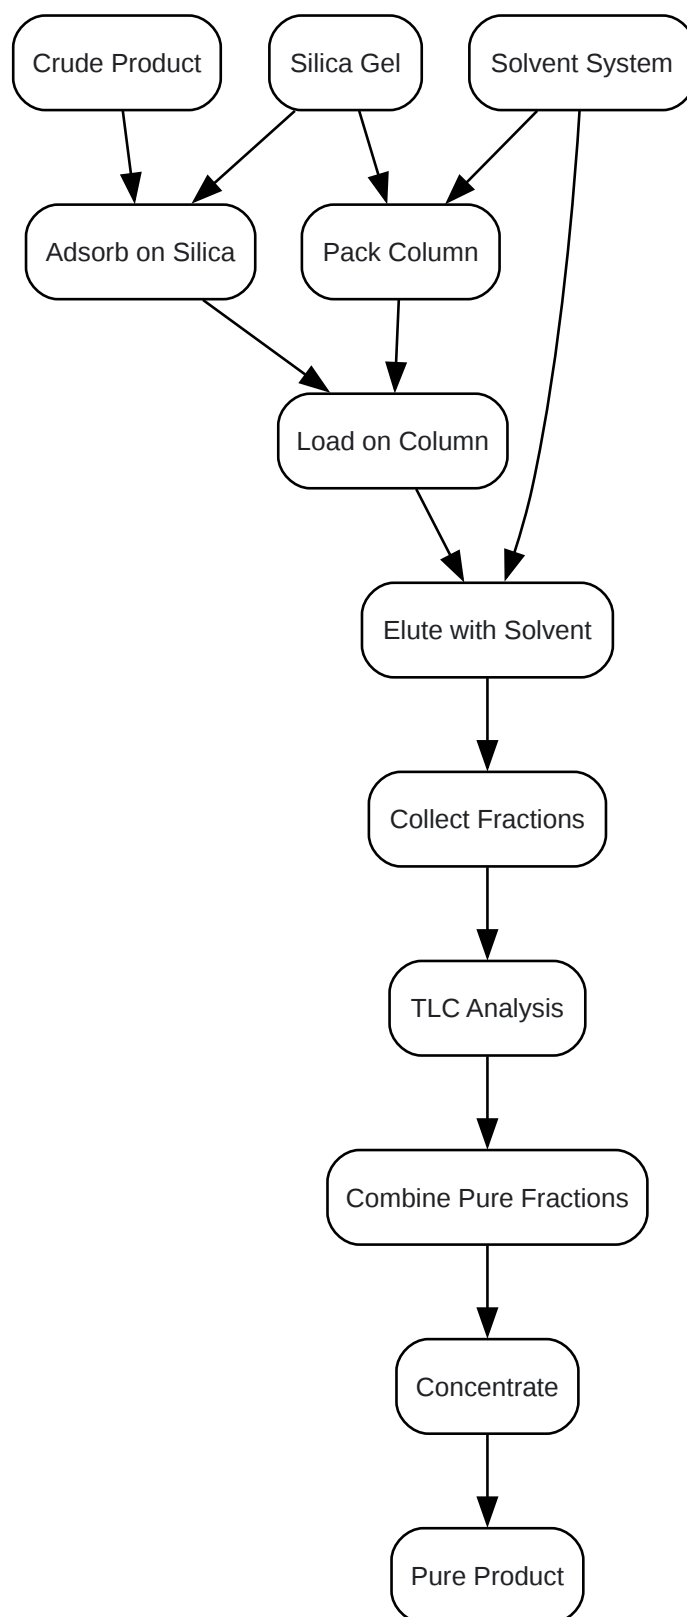 Crude Product
Silica Gel
Solvent System
Adsorb on Silica
Pack Column
Load on Column
Elute with Solvent
Collect Fractions
TLC Analysis
Combine Pure Fractions
Concentrate
Pure Product